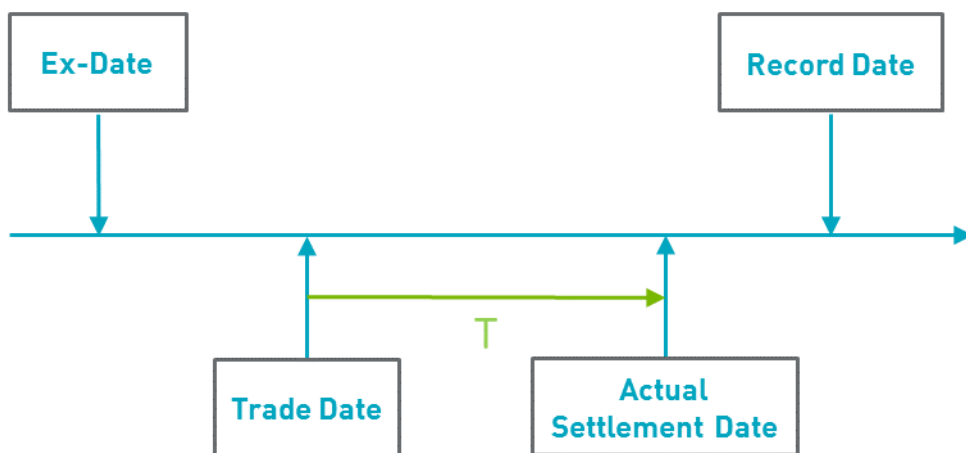 Ex-Date
Record Date
T
Trade Date
Actual
Settlement Date